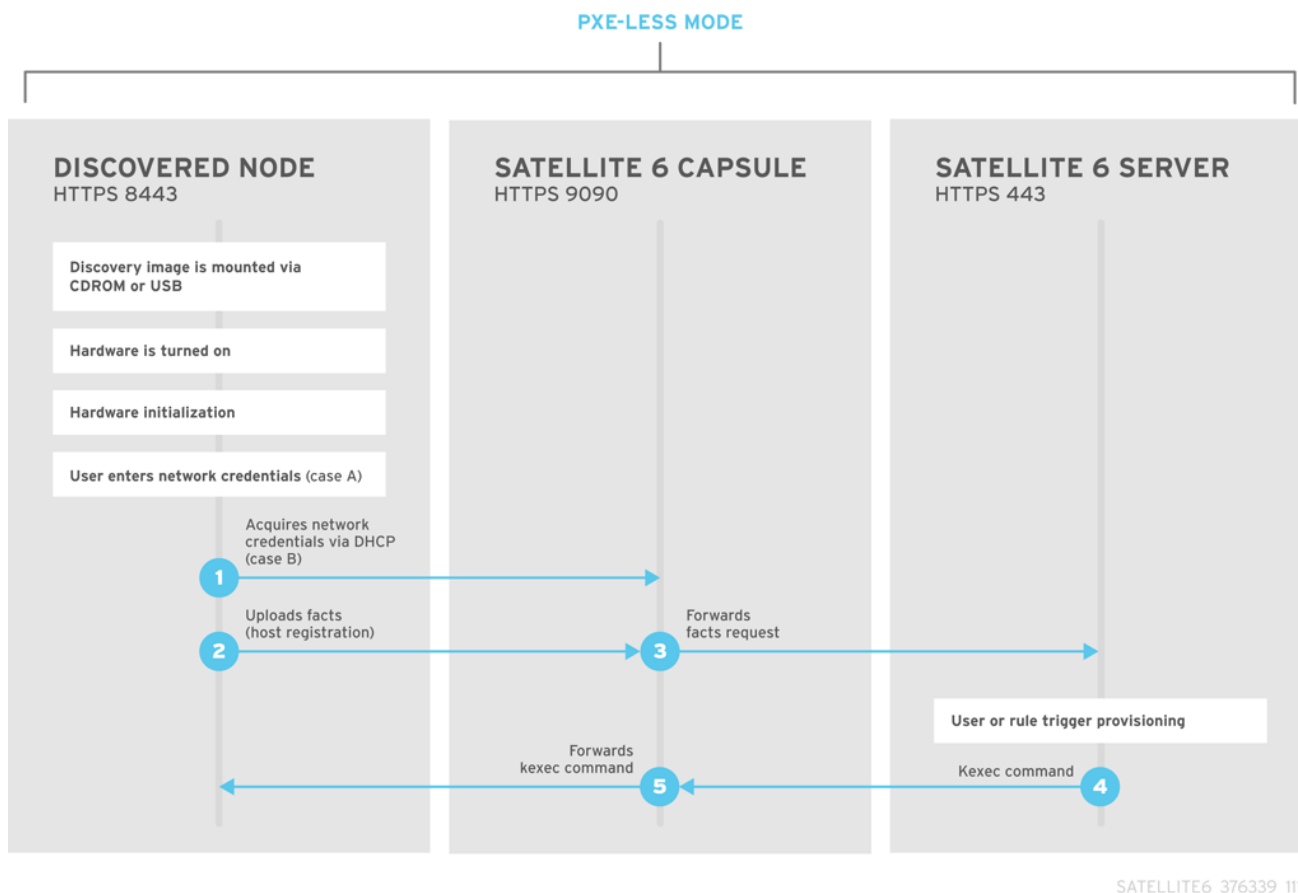 PXE-LESS MODE
DISCOVERED NODE
HTTPS 8443
Discovery image is mounted via
CDROM or USB
Hardware is turned on
Hardware initialization
User enters network credentials (case A)
Acquires network
credentials via DHCP
(case B)
1
Uploads facts
(host registration)
2
SATELLITE 6 CAPSULE
HTTPS 9090
3
Forwards
facts request
Forwards
kexec command
5
SATELLITE 6 SERVER
HTTPS 443
User or rule trigger provisioning
Kexec command
4
SATELLITE6_376339_11